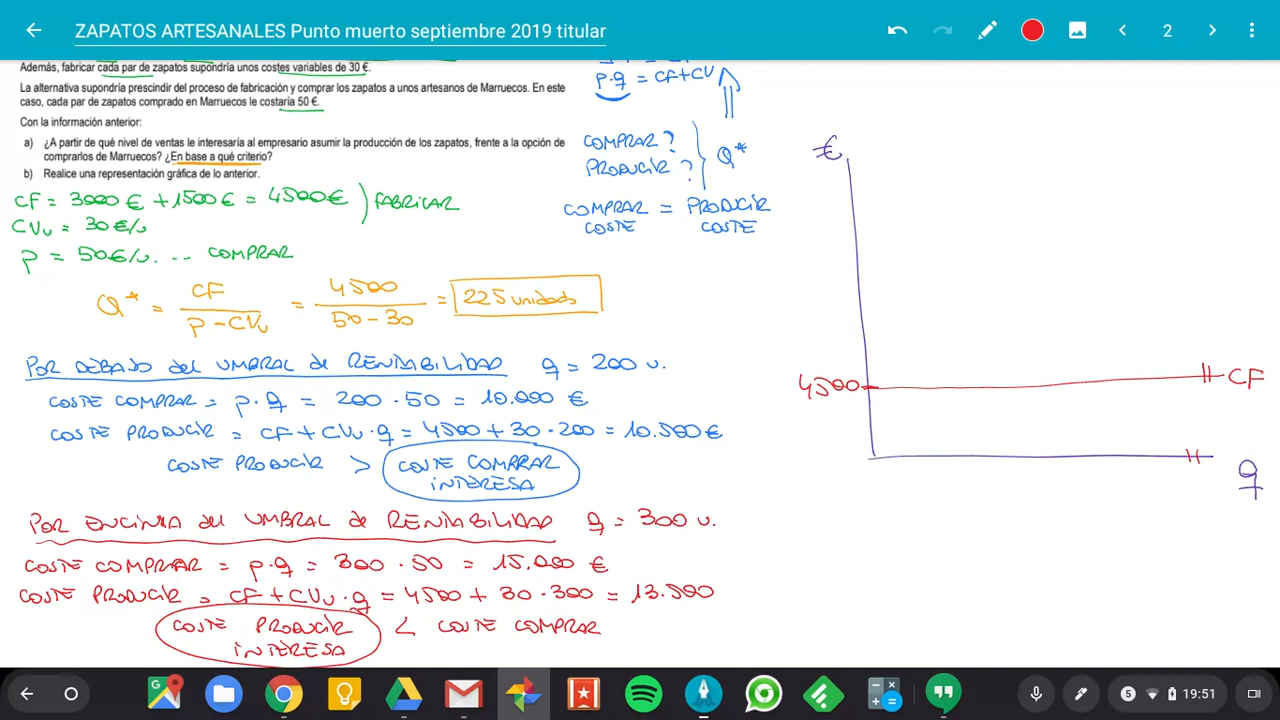 ZAPATOS ARTESANALES Punto muerto septiembre 2019 titular
2
Además, fabricar cada par de zapatos supondría unos costes variables de 30 €.
La alternativa supondría prescindir del proceso de fabricación y comprar los zapatos a unos artesanos de Marruecos. En este
caso, cada par de zapatos comprado en Marruecos le costaría 50 €.
Con la información anterior:
a) ¿A partir de qué nivel de ventas le interesaría al empresario asumir la producción de los zapatos, frente a la opción de
comprarlos de Marruecos? ¿En base a qué criterio?
b) Realice una representación gráfica de lo anterior.
CF = 3000 € + 1500 € = 4500 € ) FABRICAR
CVu = 30 €/u
p = 50 €/u. ... COMPRAR
p·q = CF+CV
COMPRAR ?
PRODUCIR ?
Q*
COMPRAR = PRODUCIR
COSTE COSTE
Q* = CF / p - CVu = 4500 / 50 - 30 = 225 unidades
POR DEBAJO del UMBRAL de RENTABILIDAD q = 200 u.
COSTE COMPRAR = p·q = 200 · 50 = 10.000 €
COSTE PRODUCIR = CF + CVu · q = 4500 + 30 · 200 = 10.500 €
COSTE PRODUCIR > COSTE COMPRAR
INTERESA
POR ENCIMA del UMBRAL de RENTABILIDAD q = 300 u.
COSTE COMPRAR = p·q = 300 · 50 = 15.000 €
COSTE PRODUCIR = CF + CVu · q = 4500 + 30 · 300 = 13.500
COSTE PRODUCIR < COSTE COMPRAR
INTERESA
€
4500 CF
q
5 19:51